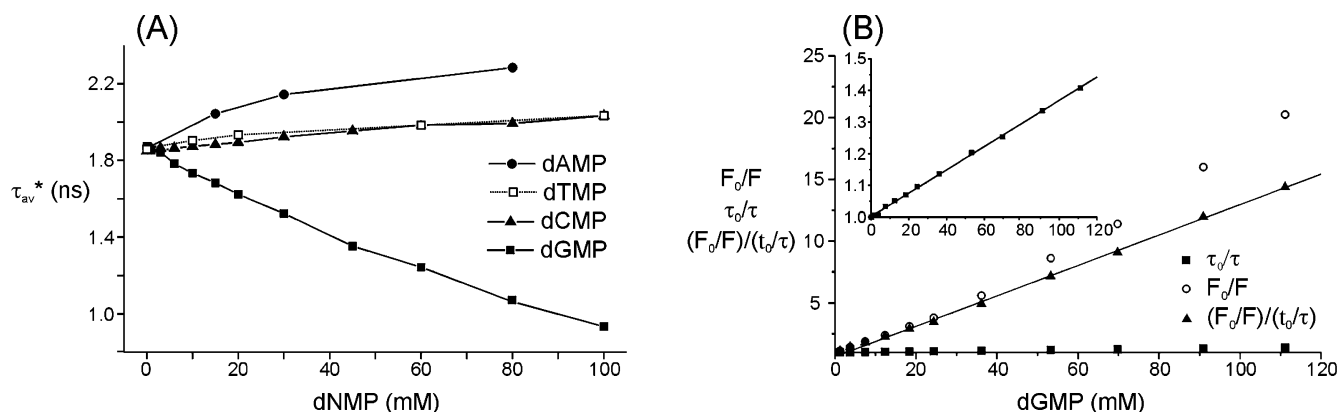 (A)
2.2
1.8
1.4
1.0
τav* (ns)
dAMP
dTMP
dCMP
dGMP
0 20 40 60 80 100
dNMP (mM)
(B)
25
20
15
10
5
F0/F
τ0/τ
(F0/F)/(t0/τ)
1.5
1.4
1.3
1.2
1.1
1.0
0 20 40 60 80 100 120
τ0/τ
F0/F
(F0/F)/(t0/τ)
0 20 40 60 80 100 120
dGMP (mM)